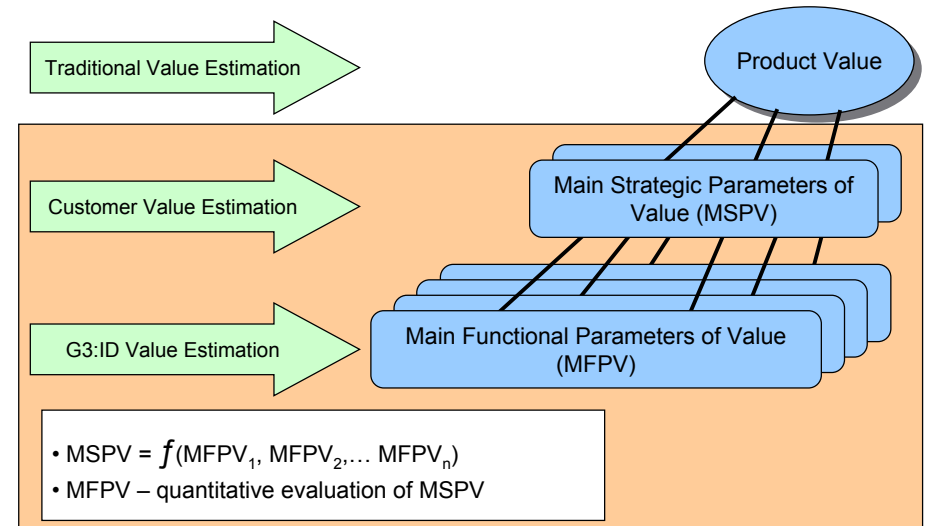 Traditional Value Estimation
Product Value
Customer Value Estimation
Main Strategic Parameters of
Value (MSPV)
G3:ID Value Estimation
Main Functional Parameters of Value
(MFPV)
• MSPV = ƒ(MFPV₁, MFPV₂,… MFPVₙ)
• MFPV – quantitative evaluation of MSPV